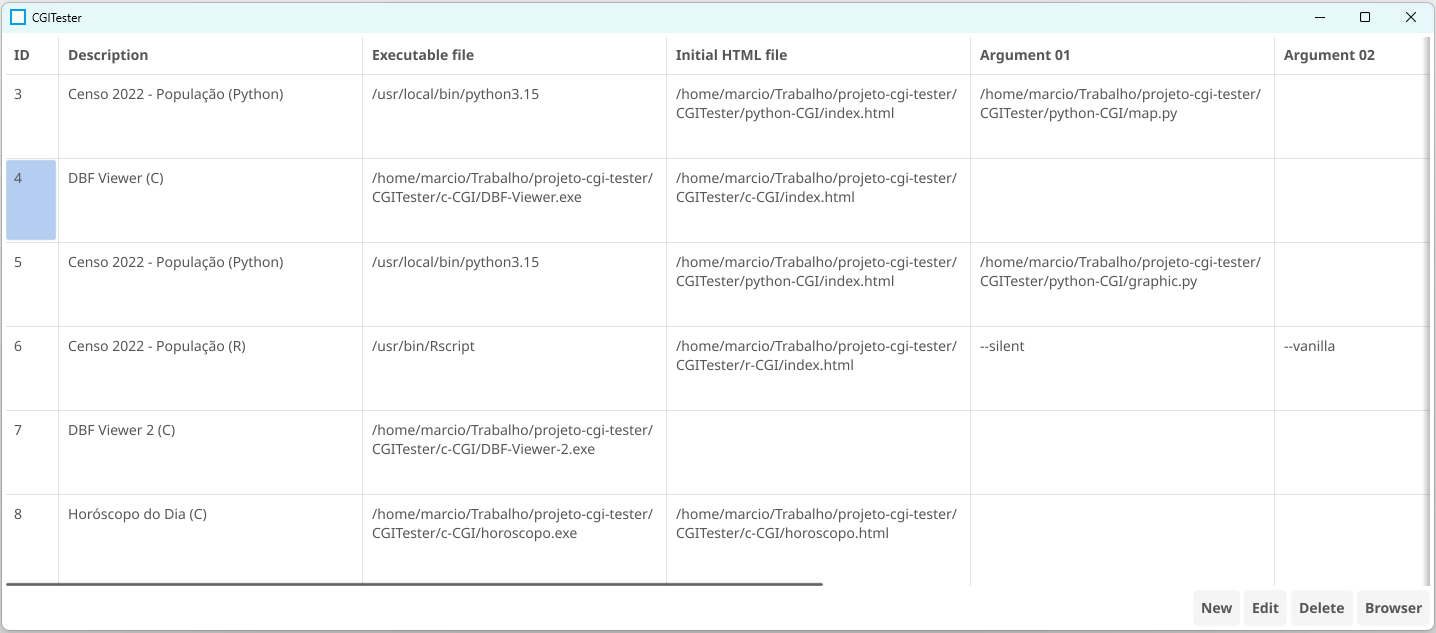 CGITester
ID Description Executable file Initial HTML file Argument 01 Argument 02
3 Censo 2022 - População (Python) /usr/local/bin/python3.15 /home/marcio/Trabalho/projeto-cgi-tester/ /home/marcio/Trabalho/projeto-cgi-tester/
CGITester/python-CGI/index.html CGITester/python-CGI/map.py
4 DBF Viewer (C) /home/marcio/Trabalho/projeto-cgi-tester/ /home/marcio/Trabalho/projeto-cgi-tester/
CGITester/c-CGI/DBF-Viewer.exe CGITester/c-CGI/index.html
5 Censo 2022 - População (Python) /usr/local/bin/python3.15 /home/marcio/Trabalho/projeto-cgi-tester/ /home/marcio/Trabalho/projeto-cgi-tester/
CGITester/python-CGI/index.html CGITester/python-CGI/graphic.py
6 Censo 2022 - População (R) /usr/bin/Rscript /home/marcio/Trabalho/projeto-cgi-tester/ --silent --vanilla
CGITester/r-CGI/index.html
7 DBF Viewer 2 (C) /home/marcio/Trabalho/projeto-cgi-tester/
CGITester/c-CGI/DBF-Viewer-2.exe
8 Horóscopo do Dia (C) /home/marcio/Trabalho/projeto-cgi-tester/ /home/marcio/Trabalho/projeto-cgi-tester/
CGITester/c-CGI/horoscopo.exe CGITester/c-CGI/horoscopo.html
New Edit Delete Browser